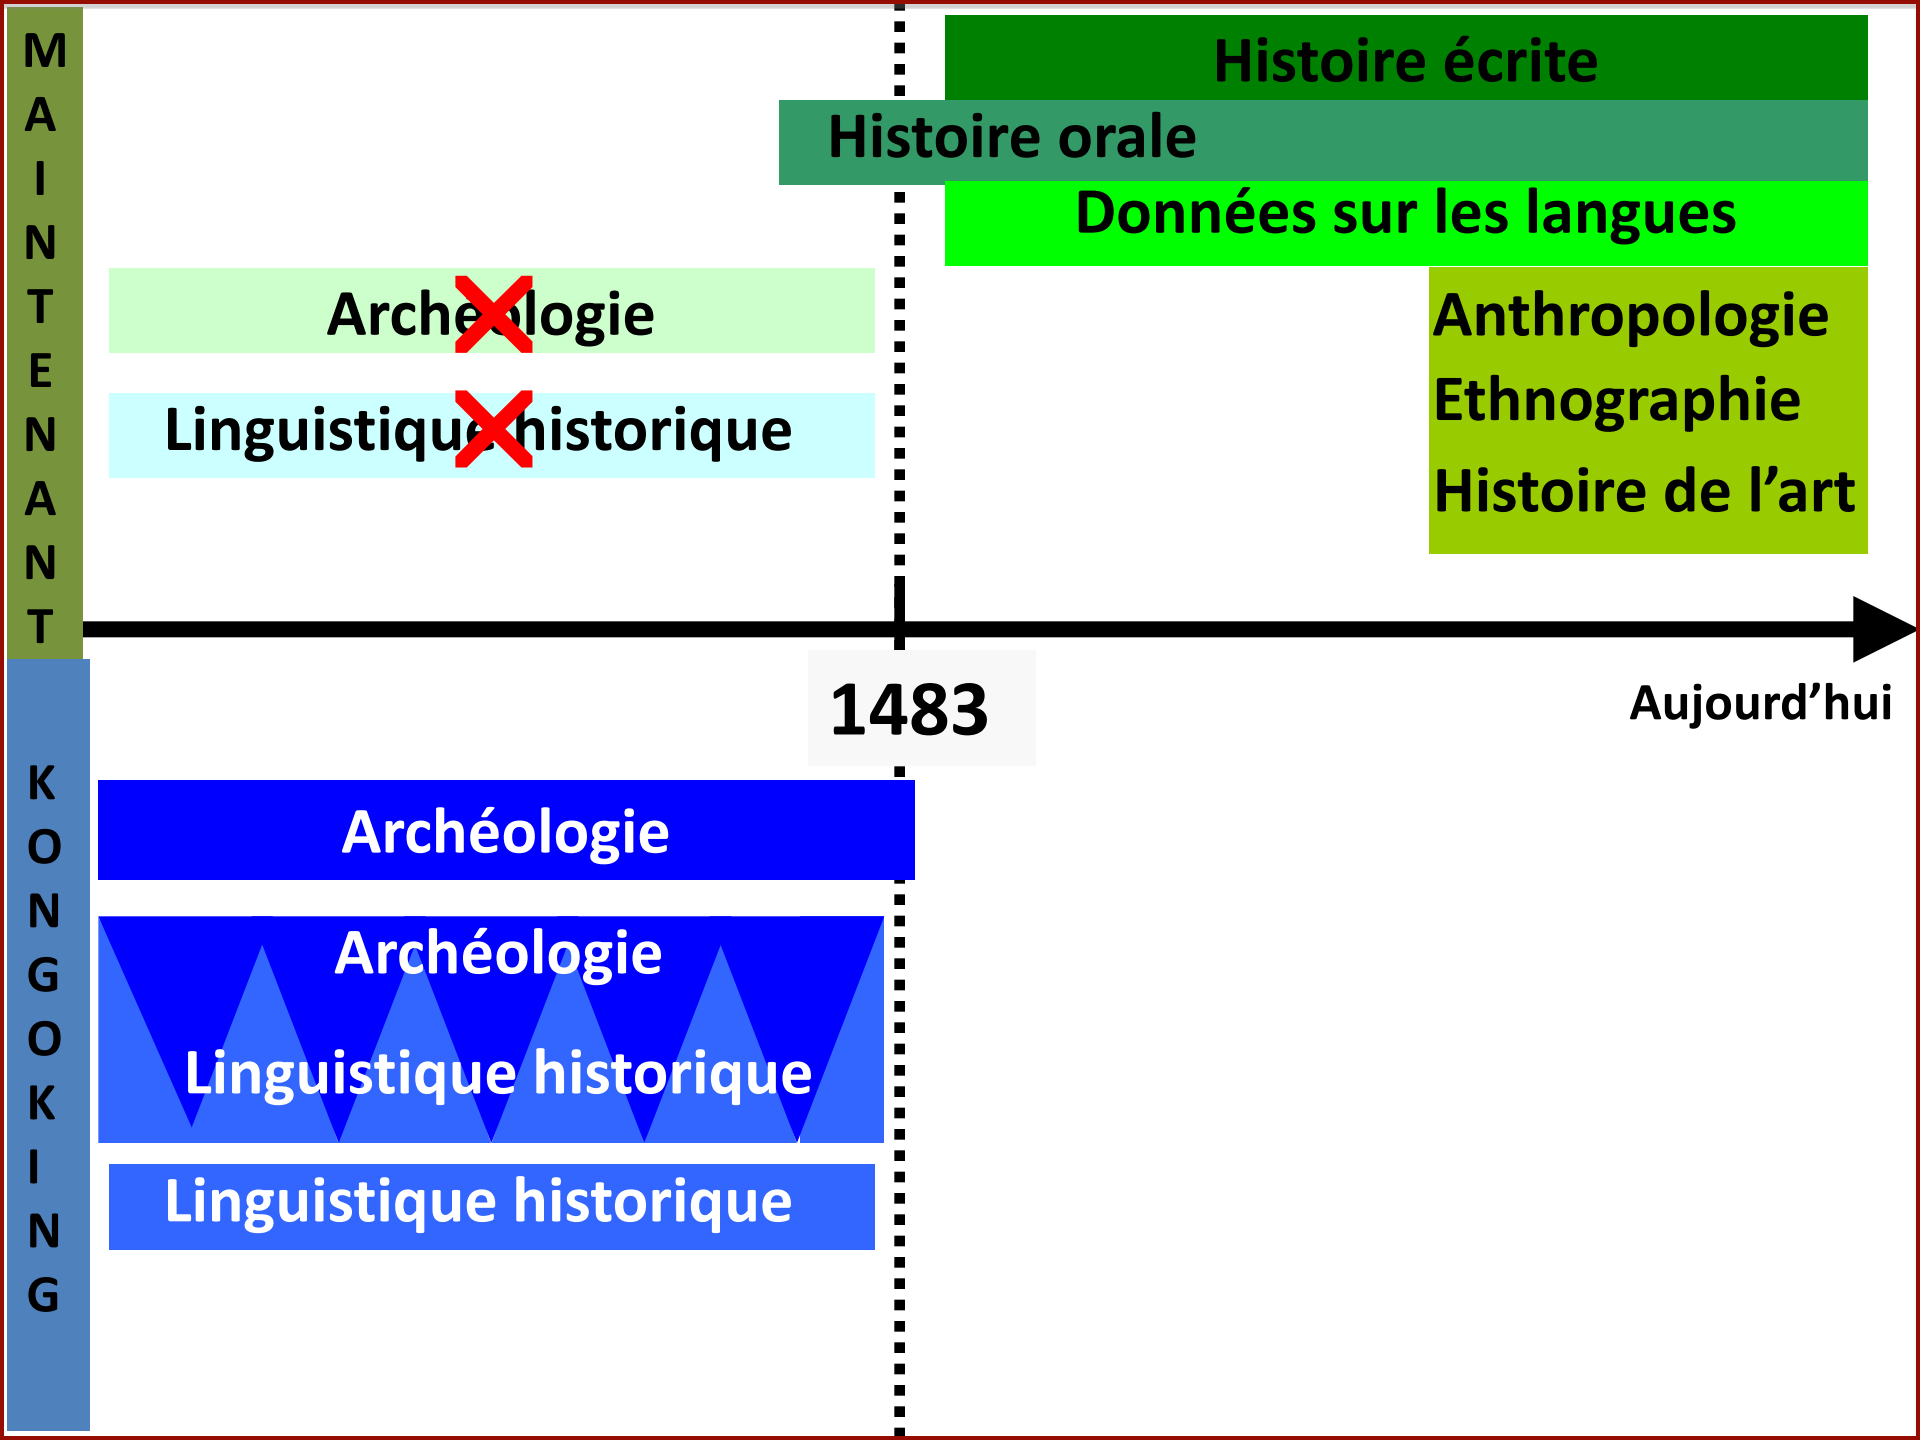 MAINTENANT
Histoire écrite
Histoire orale
Données sur les langues
Archéologie
Linguistique historique
Anthropologie
Ethnographie
Histoire de l’art
1483
Aujourd’hui
KONGOKING
Archéologie
Archéologie
Linguistique historique
Linguistique historique